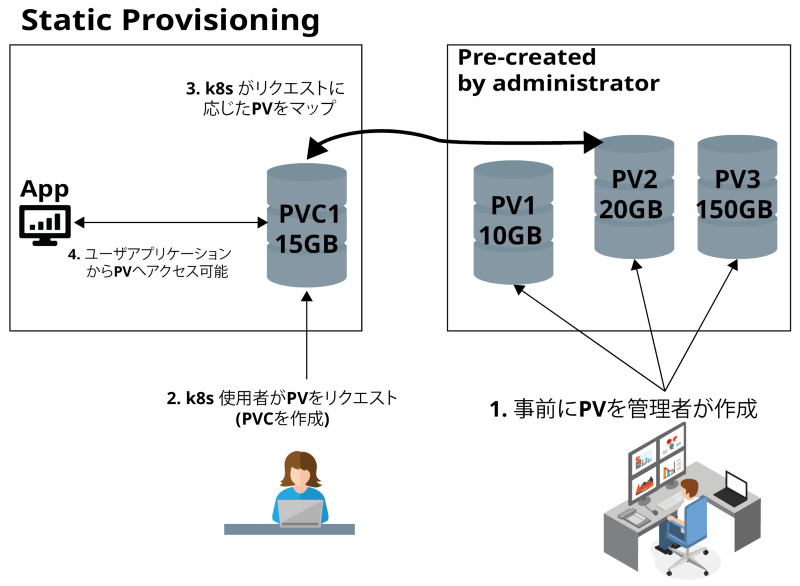 Static Provisioning
Pre-created
by administrator
3. k8s がリクエストに
応じたPVをマップ
App
PVC1
15GB
PV1
10GB
PV2
20GB
PV3
150GB
4. ユーザアプリケーション
からPVへアクセス可能
2. k8s 使用者がPVをリクエスト
(PVCを作成)
1. 事前にPVを管理者が作成